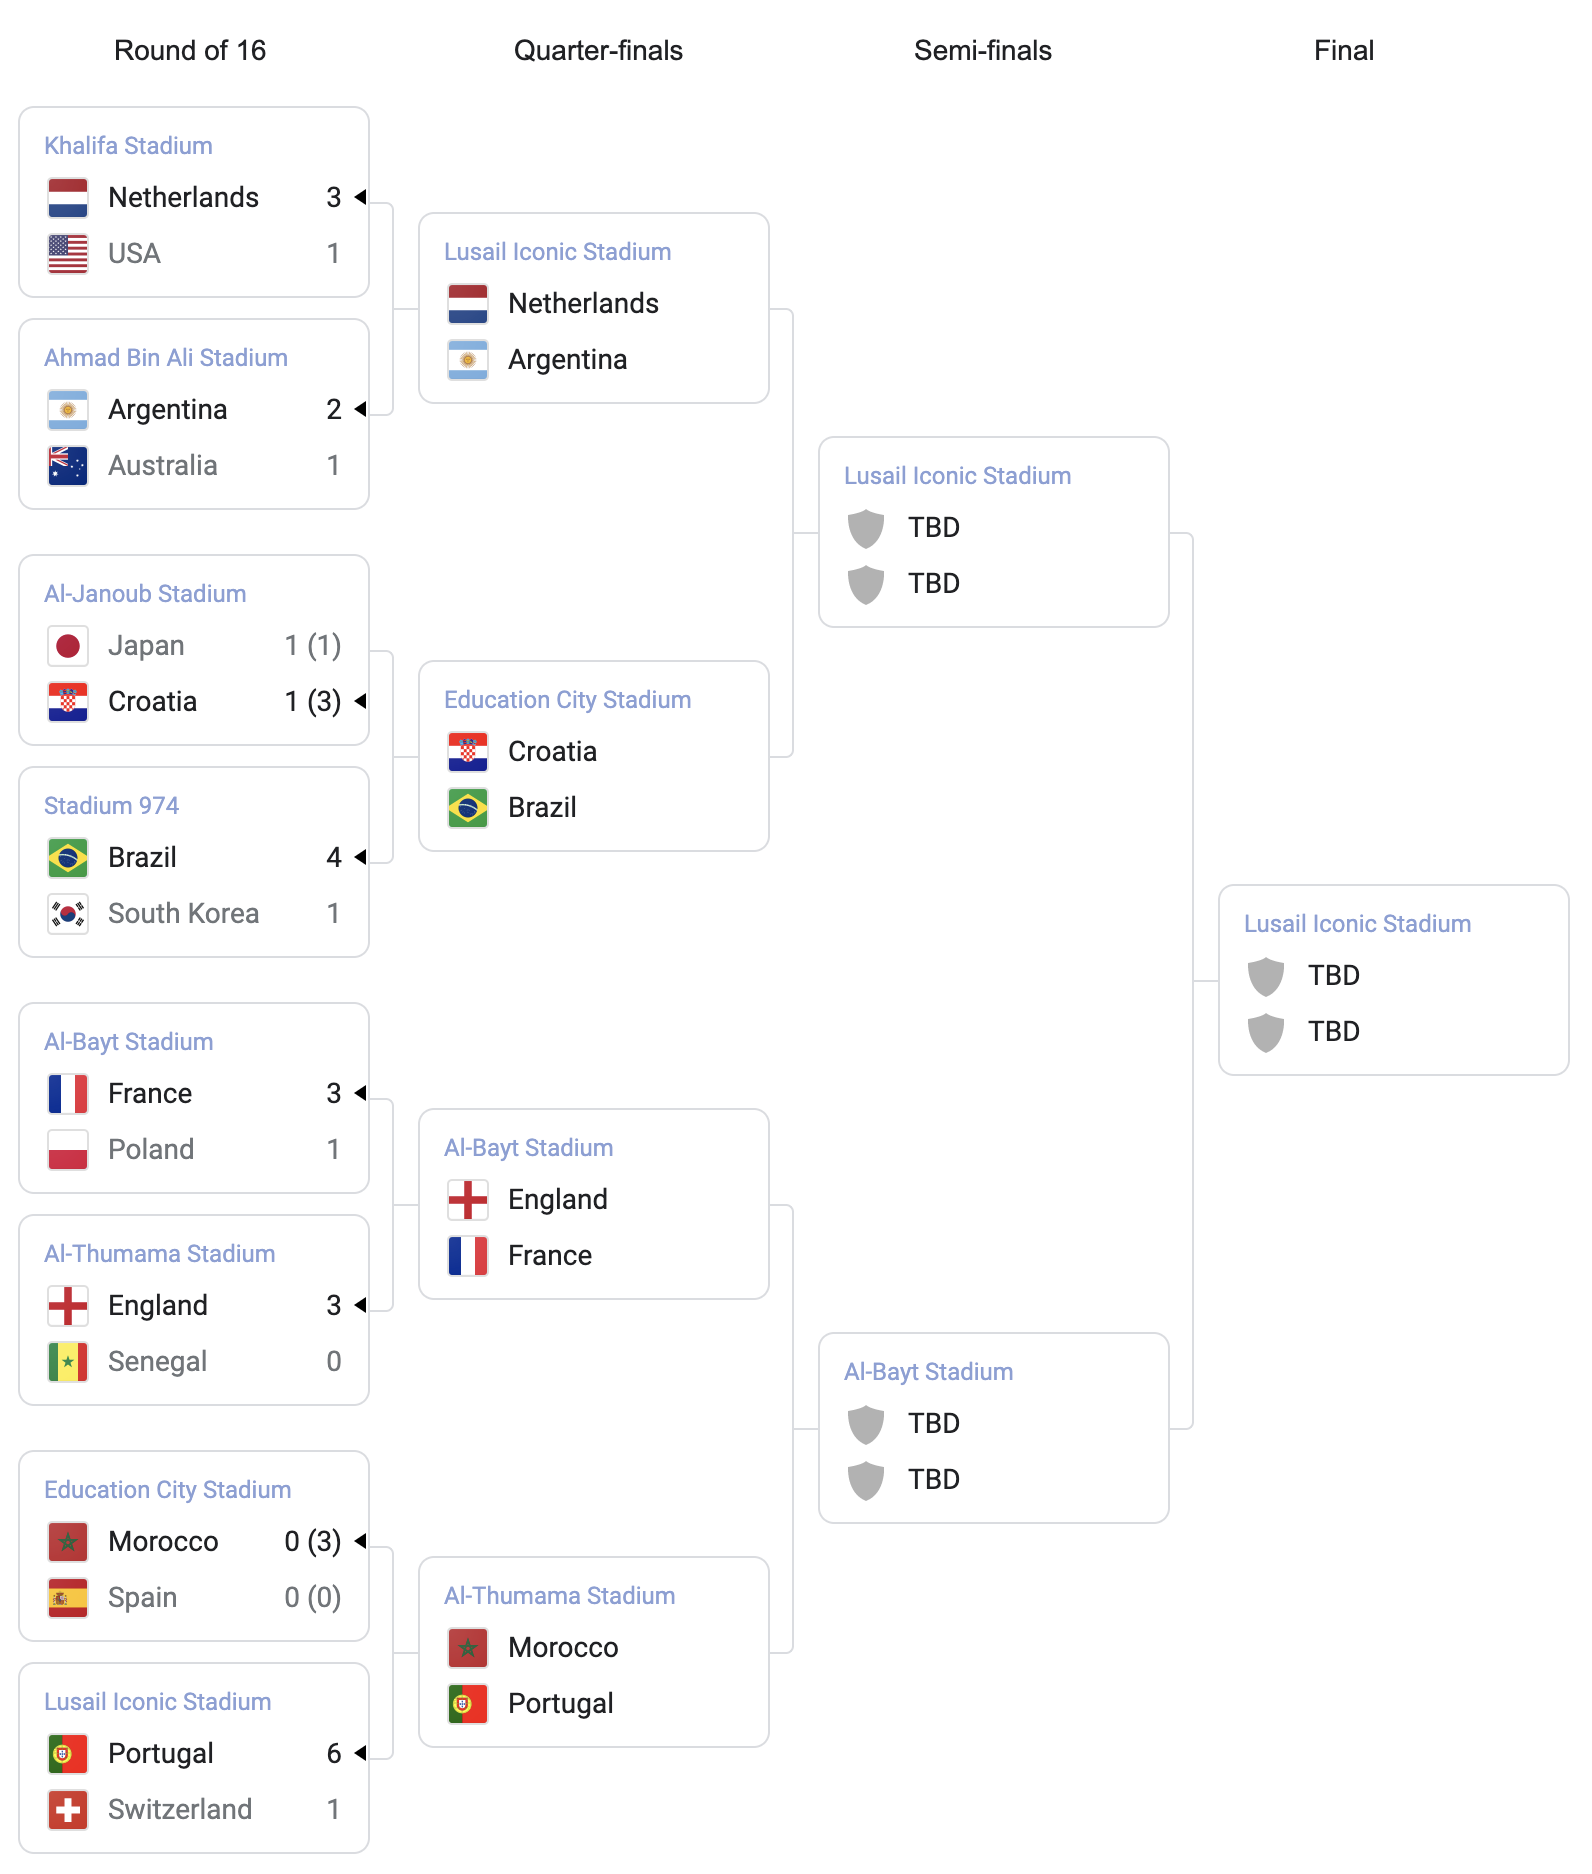 Round of 16 Quarter-finals Semi-finals Final
Khalifa Stadium
Netherlands 3
USA 1
Ahmad Bin Ali Stadium
Argentina 2
Australia 1
Al-Janoub Stadium
Japan 1 (1)
Croatia 1 (3)
Stadium 974
Brazil 4
South Korea 1
Al-Bayt Stadium
France 3
Poland 1
Al-Thumama Stadium
England 3
Senegal 0
Education City Stadium
Morocco 0 (3)
Spain 0 (0)
Lusail Iconic Stadium
Portugal 6
Switzerland 1
Lusail Iconic Stadium
Netherlands
Argentina
Education City Stadium
Croatia
Brazil
Al-Bayt Stadium
England
France
Al-Thumama Stadium
Morocco
Portugal
Lusail Iconic Stadium
TBD
TBD
Al-Bayt Stadium
TBD
TBD
Lusail Iconic Stadium
TBD
TBD